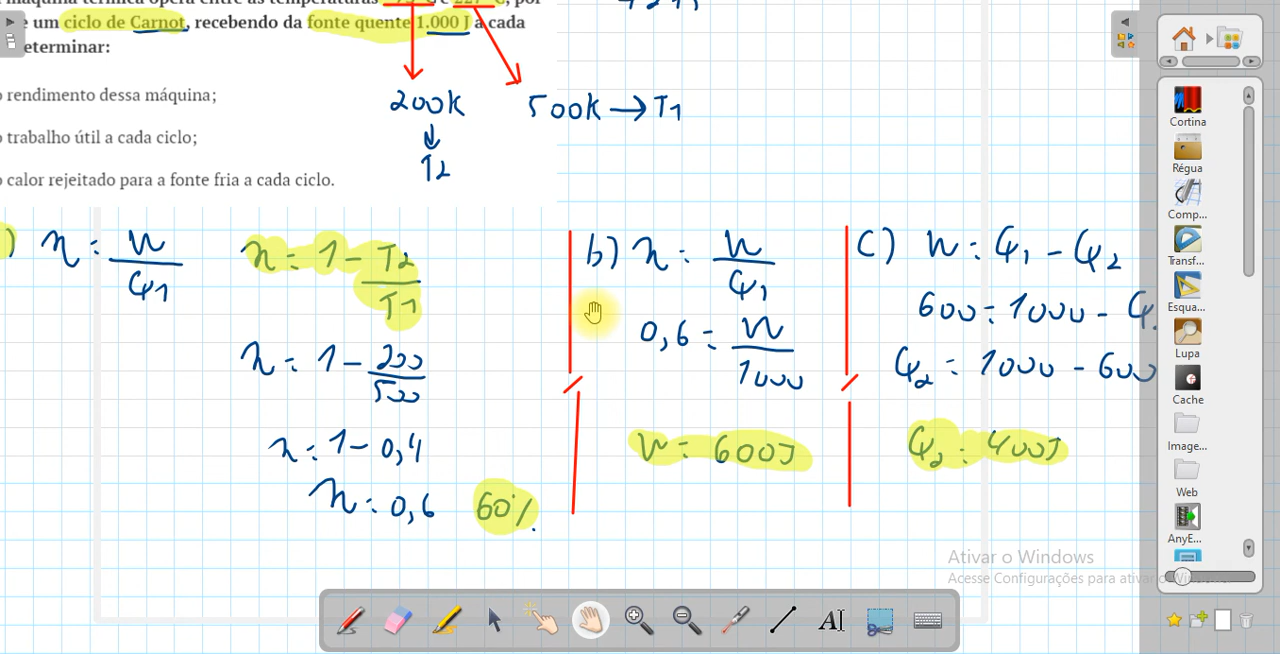 máquina térmica opera entre as temperaturas -73 °C e 227 °C, por
e um ciclo de Carnot, recebendo da fonte quente 1.000 J a cada
eterminar:
200K
500K → T1
T2
o rendimento dessa máquina;
o trabalho útil a cada ciclo;
o calor rejeitado para a fonte fria a cada ciclo.
) η = W / Q1
η = 1 - T2 / T1
η = 1 - 200 / 500
η = 1 - 0,4
η = 0,6 60%
b) η = W / Q1
0,6 = W / 1000
W = 600J
C) W = Q1 - Q2
600 = 1000 - Q
Q2 = 1000 - 600
Q2 = 400J
Cortina
Régua
Comp...
Transf...
Esqua...
Lupa
Cache
Image...
Web
AnyE...
Ativar o Windows
Acesse Configurações para ativar o Windows.
AI